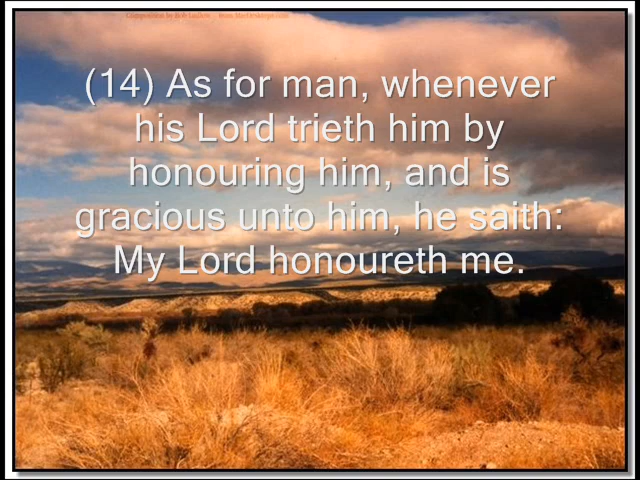 (14) As for man, whenever
his Lord trieth him by
honouring him, and is
gracious unto him, he saith:
My Lord honoureth me.